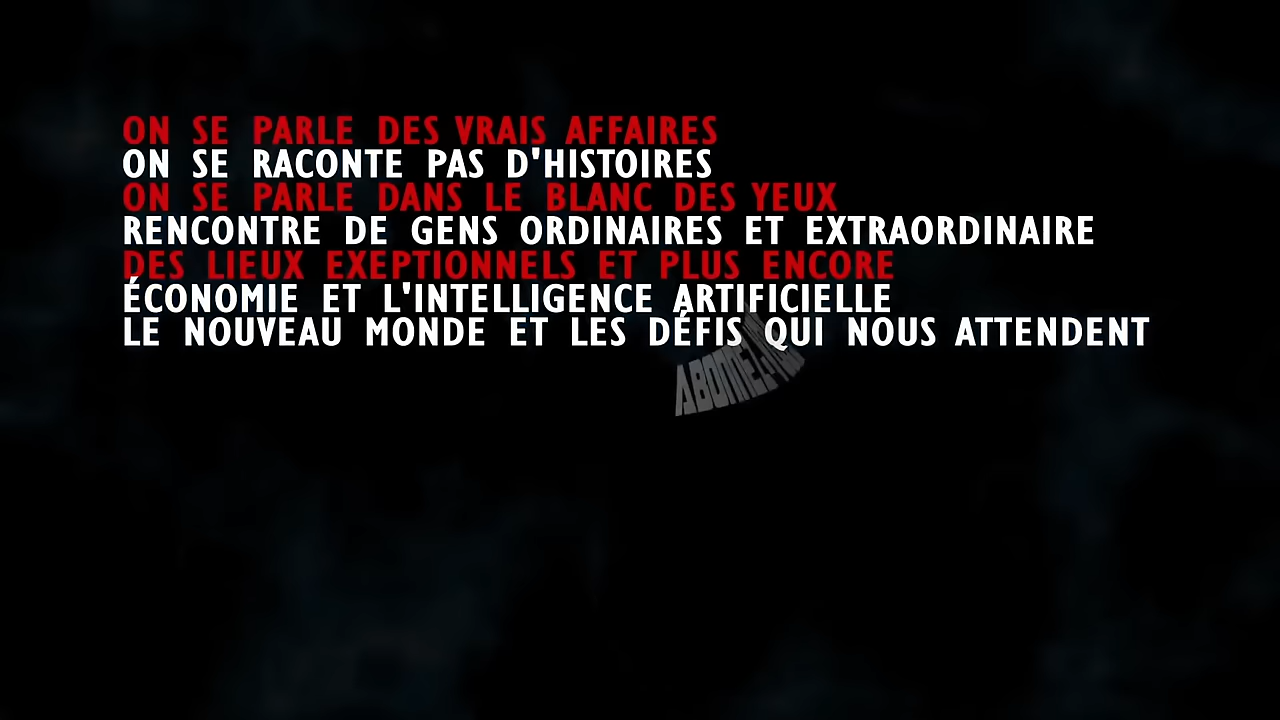 ON SE PARLE DES VRAIS AFFAIRES
ON SE RACONTE PAS D'HISTOIRES
ON SE PARLE DANS LE BLANC DES YEUX
RENCONTRE DE GENS ORDINAIRES ET EXTRAORDINAIRE
DES LIEUX EXEPTIONNELS ET PLUS ENCORE
ÉCONOMIE ET L'INTELLIGENCE ARTIFICIELLE
LE NOUVEAU MONDE ET LES DÉFIS QUI NOUS ATTENDENT